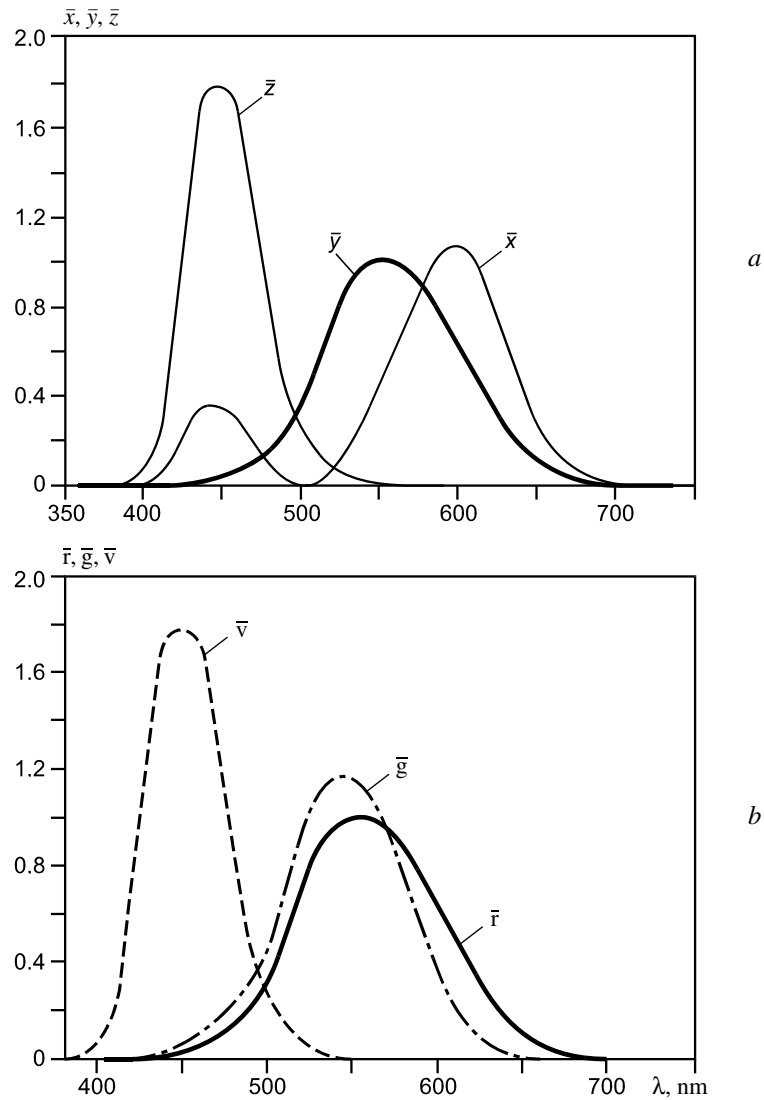 x̄, ȳ, z̄
2.0
z̄
1.6
1.2
ȳ
x̄
a
0.8
0.4
0
350 400 500 600 700
r̄, ḡ, v̄
2.0
v̄
1.6
1.2
ḡ
b
0.8
r̄
0.4
0
400 500 600 700 λ, nm